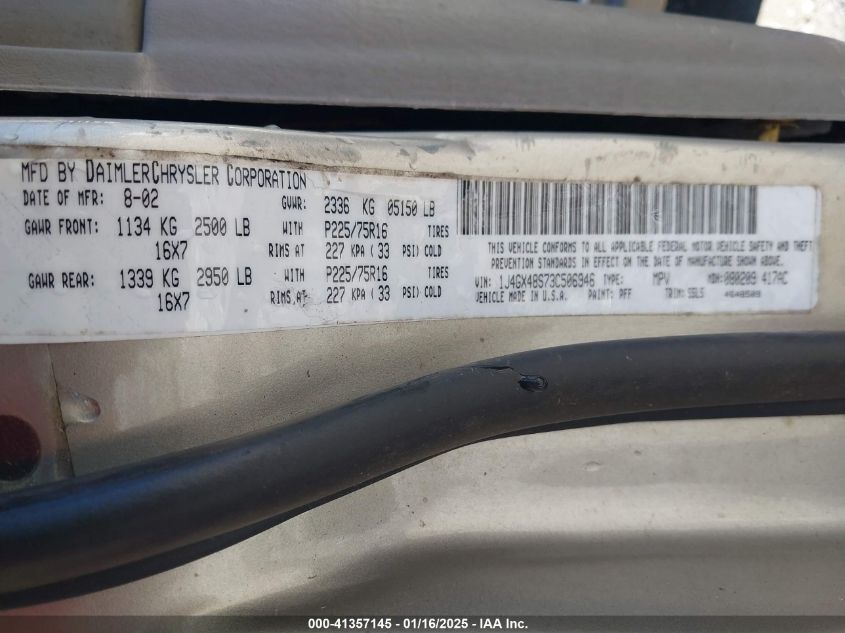 MFD BY DAIMLERCHRYSLER CORPORATION
DATE OF MFR: 8-02 GVWR: 2336 KG 05150 LB
GAWR FRONT: 1134 KG 2500 LB WITH P225/75R16 TIRES
16X7 RIMS AT 227 KPA ( 33 PSI) COLD
GAWR REAR: 1339 KG 2950 LB WITH P225/75R16 TIRES
16X7 RIMS AT 227 KPA ( 33 PSI) COLD
THIS VEHICLE CONFORMS TO ALL APPLICABLE FEDERAL MOTOR VEHICLE SAFETY AND THEFT
PREVENTION STANDARDS IN EFFECT ON THE DATE OF MANUFACTURE SHOWN ABOVE.
VIN: 1J4GX48S73C506946 TYPE: MPV MDH: 080209 417AC
VEHICLE MADE IN U.S.A. PAINT: PFF TRIM: S5LS
000-41357145 - 01/16/2025 - IAA Inc.